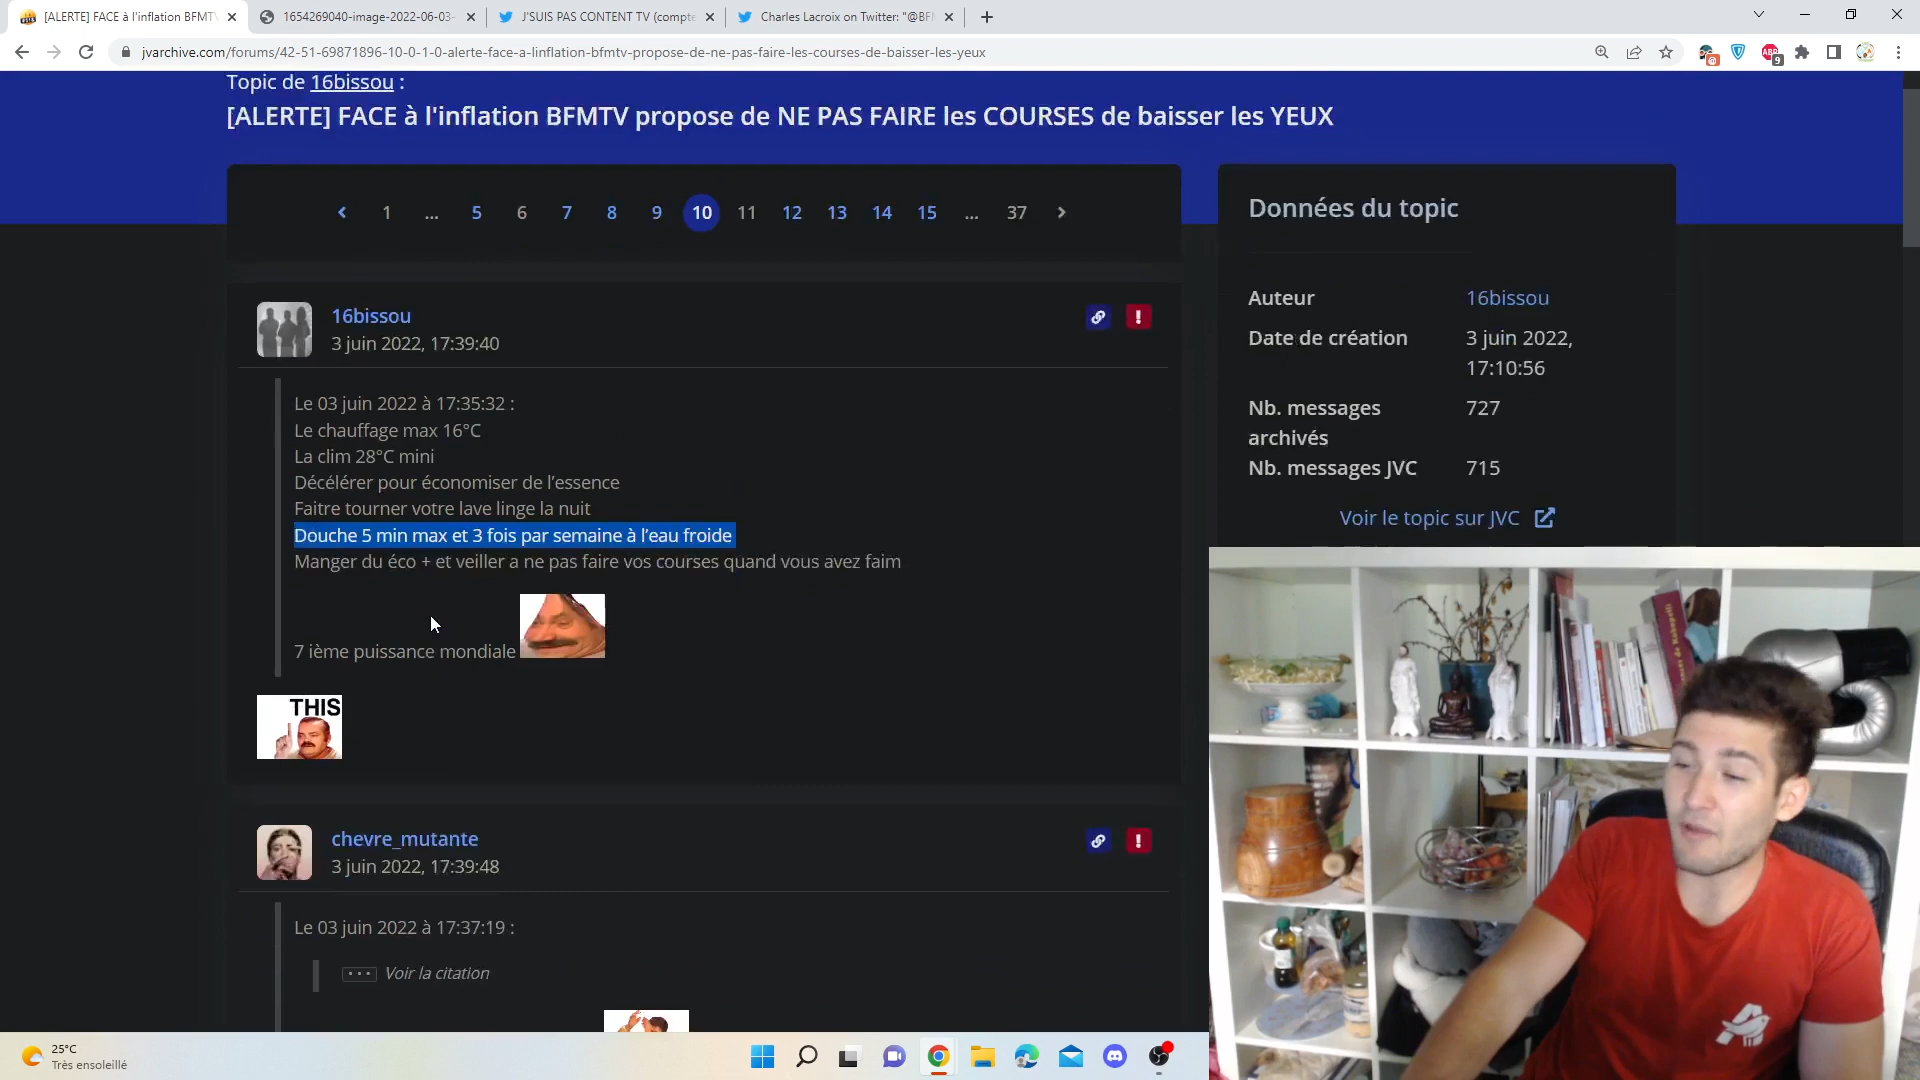 [ALERTE] FACE à l'inflation BFMT
1654269040-image-2022-06-03-
J'SUIS PAS CONTENT TV (compte
Charles Lacroix on Twitter: "@BFM
jvarchive.com/forums/42-51-69871896-10-0-1-0-alerte-face-a-linflation-bfmtv-propose-de-ne-pas-faire-les-courses-de-baisser-les-yeux
ABP
9
Topic de 16bissou :
[ALERTE] FACE à l'inflation BFMTV propose de NE PAS FAIRE les COURSES de baisser les YEUX
1 ... 5 6 7 8 9 10 11 12 13 14 15 ... 37
Données du topic
Auteur 16bissou
Date de création 3 juin 2022,
17:10:56
Nb. messages 727
archivés
Nb. messages JVC 715
Voir le topic sur JVC
16bissou
3 juin 2022, 17:39:40
Le 03 juin 2022 à 17:35:32 :
Le chauffage max 16°C
La clim 28°C mini
Décélérer pour économiser de l’essence
Faitre tourner votre lave linge la nuit
Douche 5 min max et 3 fois par semaine à l’eau froide
Manger du éco + et veiller a ne pas faire vos courses quand vous avez faim
7 ième puissance mondiale
THIS
chevre_mutante
3 juin 2022, 17:39:48
Le 03 juin 2022 à 17:37:19 :
Voir la citation
25°C
Très ensoleillé